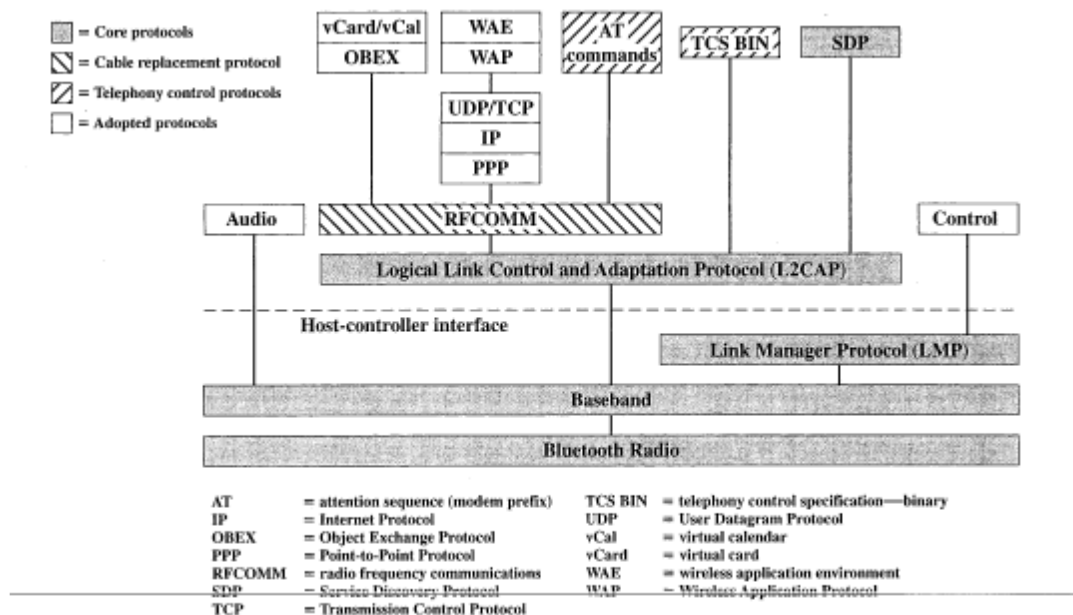 = Core protocols
= Cable replacement protocol
= Telephony control protocols
= Adopted protocols
vCard/vCal
OBEX
WAE
WAP
UDP/TCP
IP
PPP
AT
commands
TCS BIN
SDP
Audio
RFCOMM
Control
Logical Link Control and Adaptation Protocol (L2CAP)
Host-controller interface
Link Manager Protocol (LMP)
Baseband
Bluetooth Radio
AT = attention sequence (modem prefix)
IP = Internet Protocol
OBEX = Object Exchange Protocol
PPP = Point-to-Point Protocol
RFCOMM = radio frequency communications
SDP = Service Discovery Protocol
TCP = Transmission Control Protocol
TCS BIN = telephony control specification—binary
UDP = User Datagram Protocol
vCal = virtual calendar
vCard = virtual card
WAE = wireless application environment
WAP = Wireless Application Protocol